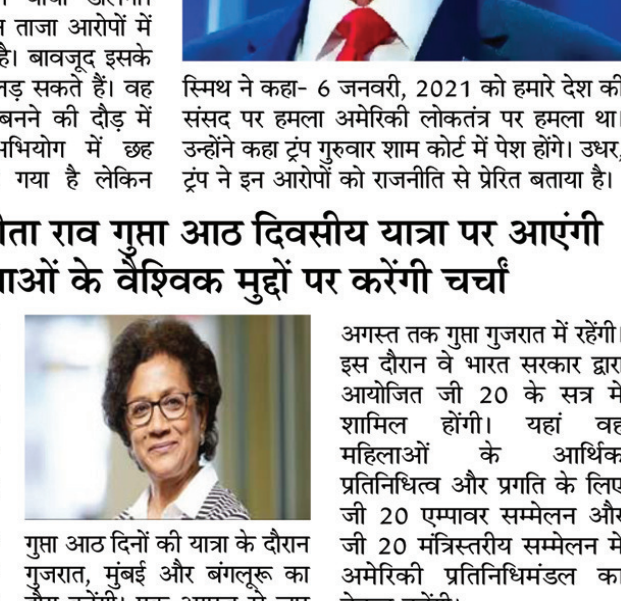 ताजा आरोपों में
है। बावजूद इसके
लड़ सकते हैं। वह
बनने की दौड़ में
अभियोग में छह
गया है लेकिन
स्मिथ ने कहा- 6 जनवरी, 2021 को हमारे देश की
संसद पर हमला अमेरिकी लोकतंत्र पर हमला था।
उन्होंने कहा ट्रंप गुरुवार शाम कोर्ट में पेश होंगे। उधर,
ट्रंप ने इन आरोपों को राजनीति से प्रेरित बताया है।
राव गुप्ता आठ दिवसीय यात्रा पर आएंगी
के वैश्विक मुद्दों पर करेंगी चर्चा
गुप्ता आठ दिनों की यात्रा के दौरान
गुजरात, मुंबई और बंगलूरू का
अगस्त तक गुप्ता गुजरात में रहेंगी।
इस दौरान वे भारत सरकार द्वारा
आयोजित जी 20 के सत्र में
शामिल होंगी। यहां वह
महिलाओं के आर्थिक
प्रतिनिधित्व और प्रगति के लिए
जी 20 एम्पावर सम्मेलन और
जी 20 मंत्रिस्तरीय सम्मेलन में
अमेरिकी प्रतिनिधिमंडल का